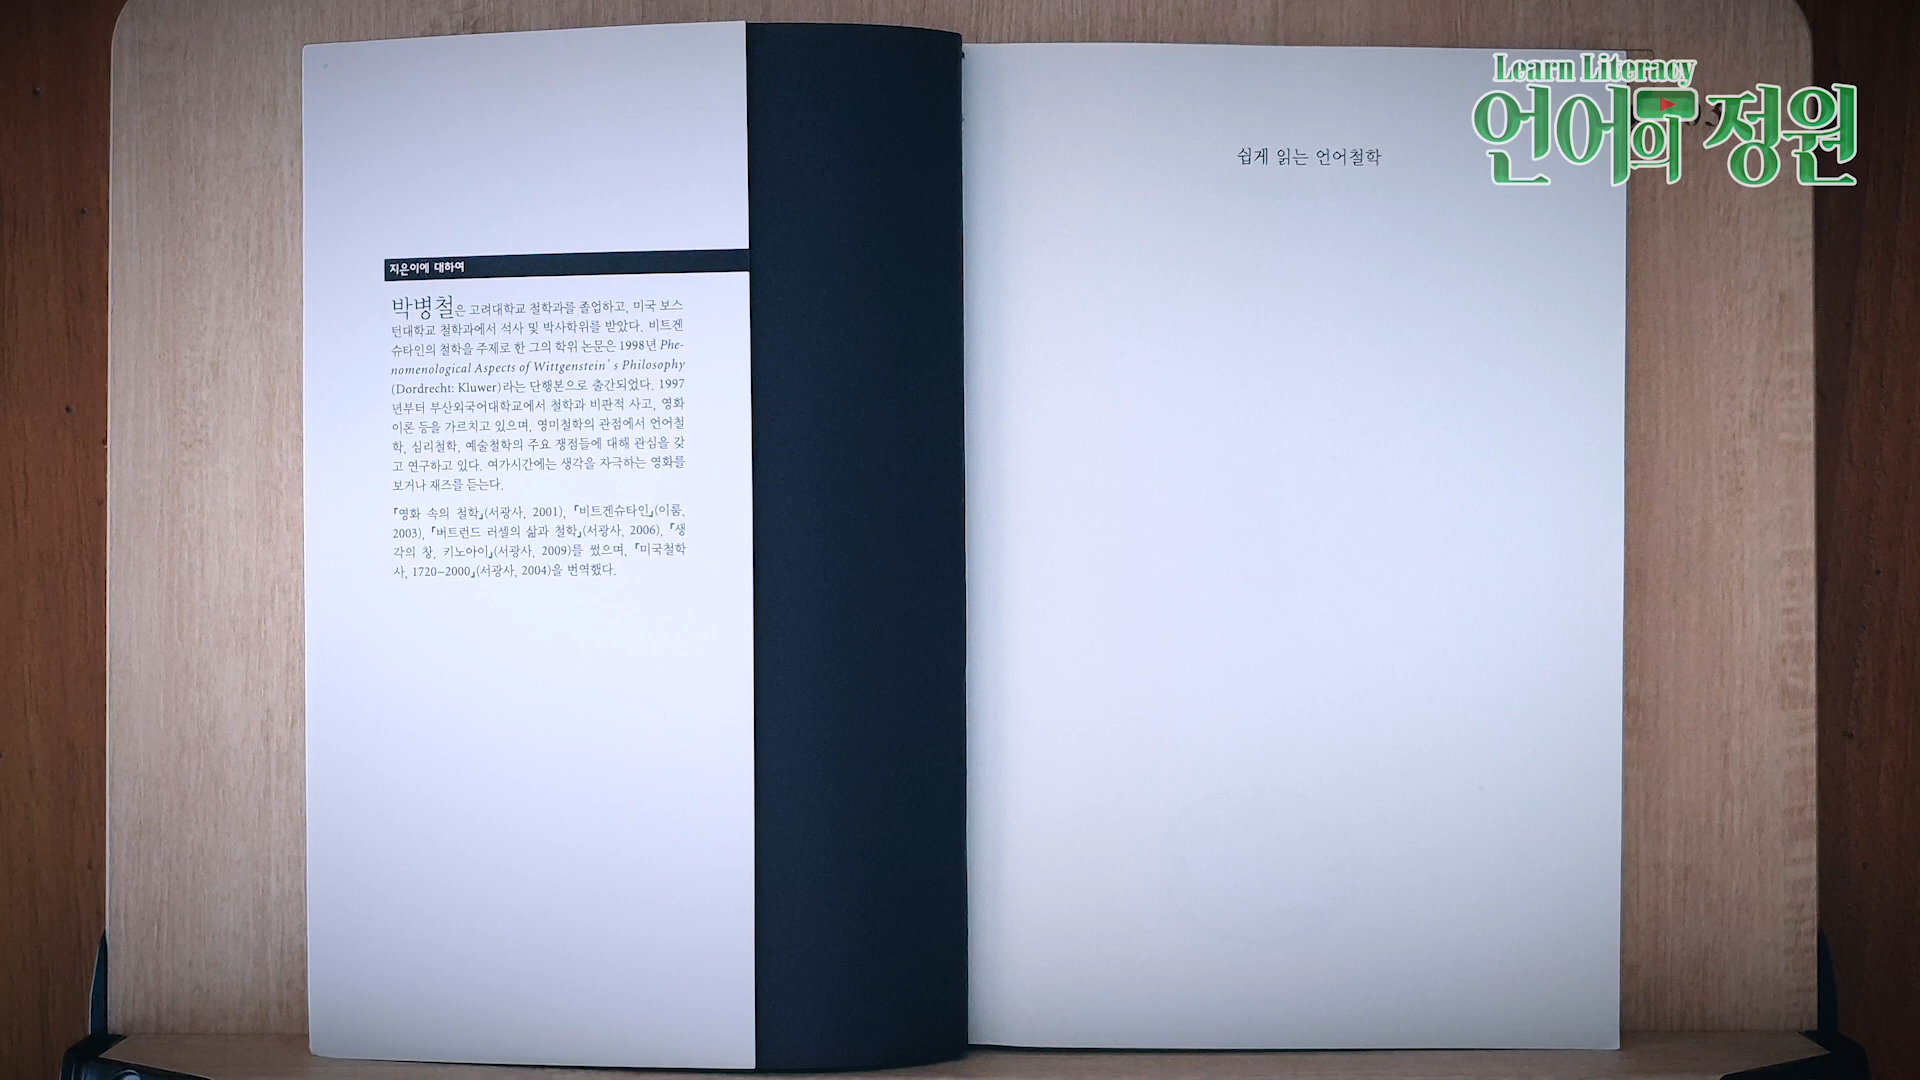 지은이에 대하여
박병철은 고려대학교 철학과를 졸업하고, 미국 보스
턴대학교 철학과에서 석사 및 박사학위를 받았다. 비트겐
슈타인의 철학을 주제로 한 그의 학위 논문은 1998년 Phe-
nomenological Aspects of Wittgenstein's Philosophy
(Dordrecht: Kluwer)라는 단행본으로 출간되었다. 1997
년부터 부산외국어대학교에서 철학과 비판적 사고, 영화
이론 등을 가르치고 있으며, 영미철학의 관점에서 언어철
학, 심리철학, 예술철학의 주요 쟁점들에 대해 관심을 갖
고 연구하고 있다. 여가시간에는 생각을 자극하는 영화를
보거나 재즈를 듣는다.
『영화 속의 철학』(서광사, 2001), 『비트겐슈타인』(이룸,
2003), 『버트런드 러셀의 삶과 철학』(서광사, 2006), 『생
각의 창, 키노아이』(서광사, 2009)를 썼으며, 『미국철학
사, 1720~2000』(서광사, 2004)을 번역했다.
쉽게 읽는 언어철학
Learn Literacy
언어의 정원